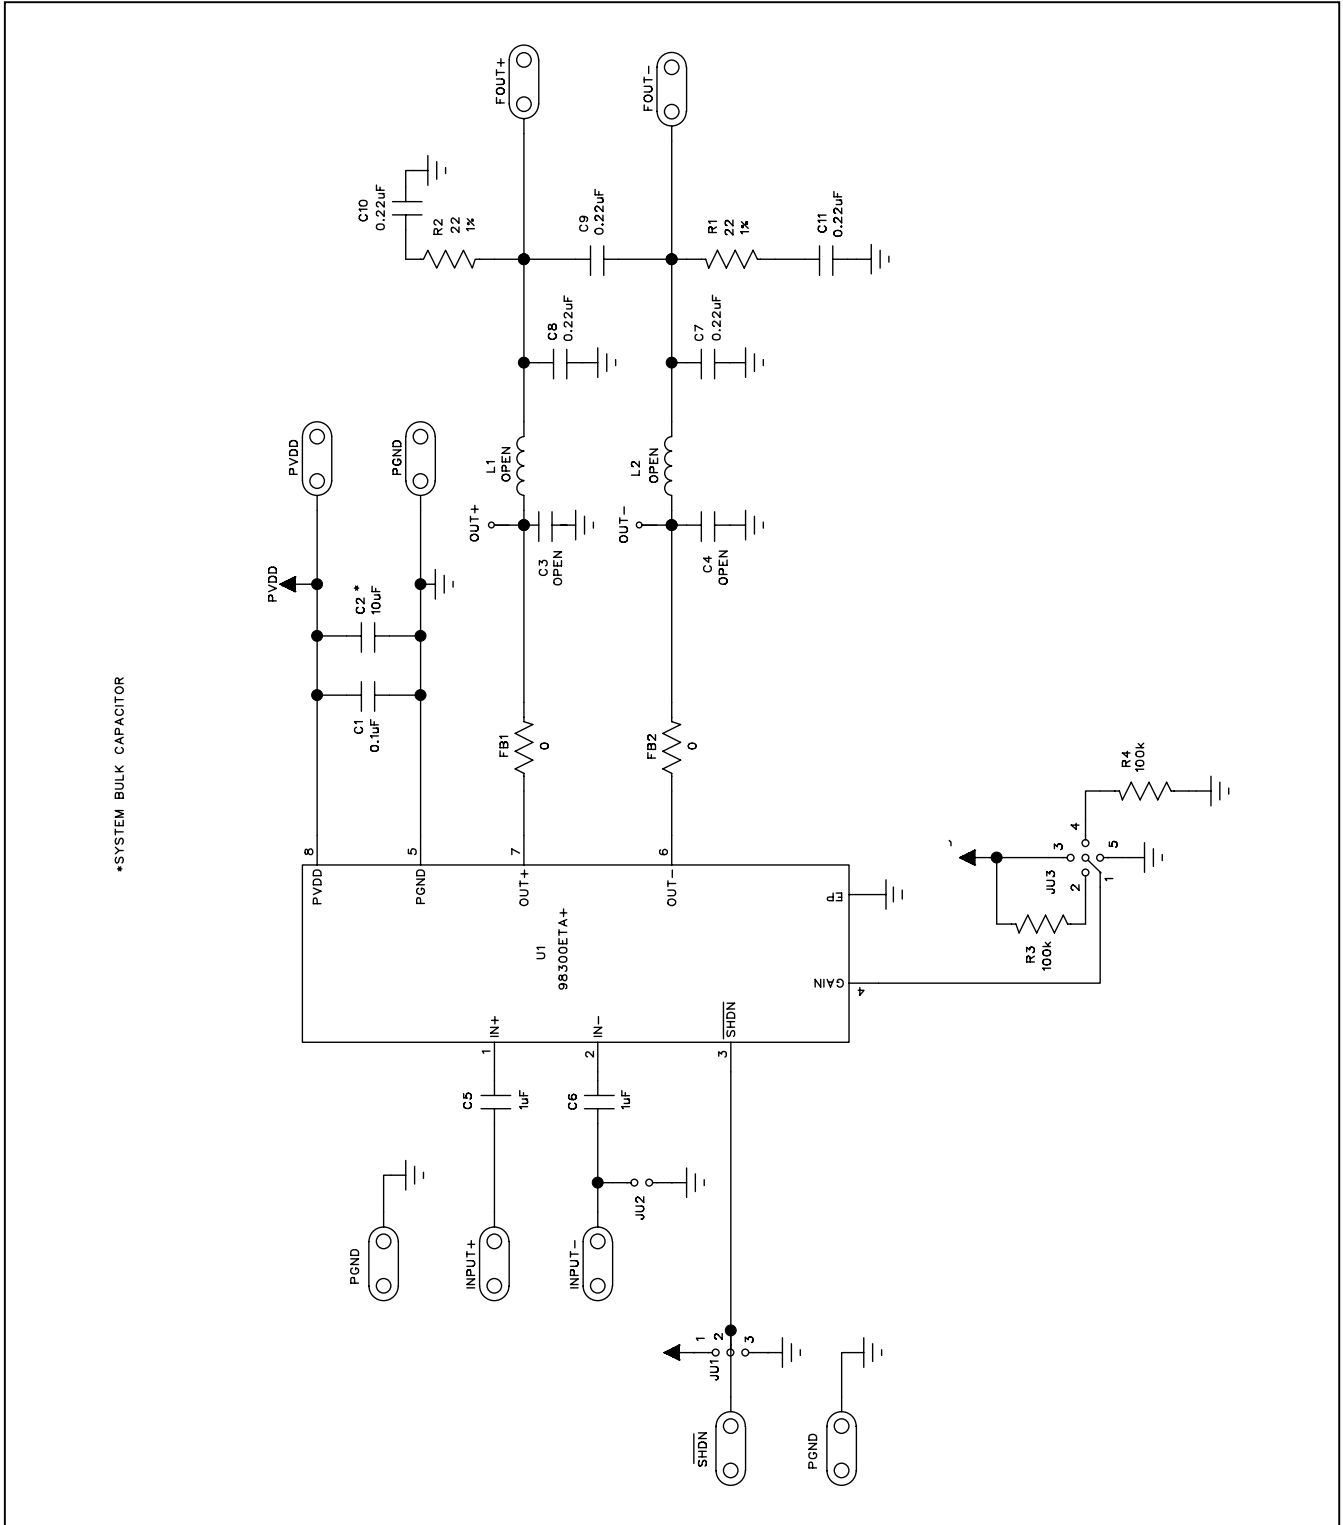 *SYSTEM BULK CAPACITOR
FOUT+
FOUT-
C10
0.22uF
R2
22
1%
C9
0.22uF
R1
22
1%
C11
0.22uF
C8
0.22uF
C7
0.22uF
PVDD
PGND
L1
OPEN
L2
OPEN
OUT+
OUT-
C3
OPEN
C4
OPEN
PVDD
C2 *
10uF
C1
0.1uF
FB1
0
FB2
0
R4
100k
8
5
7
6
PVDD
PGND
OUT+
OUT-
EP
U1
98300ETA+
GAIN
4
IN+
IN-
SHDN
1
2
3
JU3
3
4
2
5
1
R3
100k
C5
1uF
C6
1uF
JU2
PGND
INPUT+
INPUT-
JU1
1
2
3
SHDN
PGND